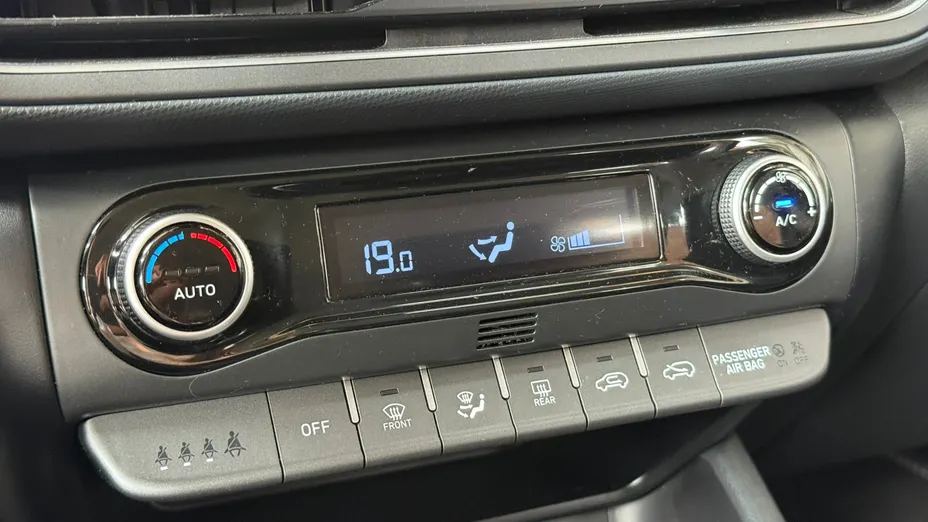 19.0
AUTO
A/C
OFF
FRONT
REAR
PASSENGER
AIR BAG
ON
OFF